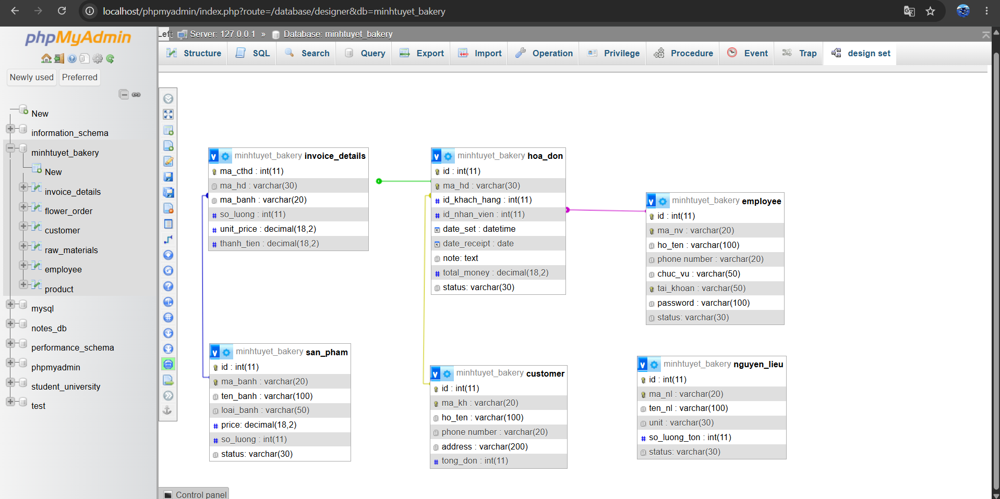 localhost/phpmyadmin/index.php?route=/database/designer&db=minhtuyet_bakery
phpMyAdmin
Newly used
Preferred
New
information_schema
minhtuyet_bakery
New
invoice_details
flower_order
customer
raw_materials
employee
product
mysql
notes_db
performance_schema
phpmyadmin
student_university
test
Left
Server: 127.0.0.1 » Database: minhtuyet_bakery
Structure
SQL
Search
Query
Export
Import
Operation
Privilege
Procedure
Event
Trap
design set
v minhtuyet_bakery invoice_details
ma_cthd : int(11)
ma_hd : varchar(30)
ma_banh : varchar(20)
# so_luong : int(11)
# unit_price : decimal(18,2)
# thanh_tien : decimal(18,2)
v minhtuyet_bakery hoa_don
id : int(11)
ma_hd : varchar(30)
# id_khach_hang : int(11)
# id_nhan_vien : int(11)
date_set : datetime
date_receipt : date
note: text
# total_money : decimal(18,2)
status: varchar(30)
v minhtuyet_bakery employee
id : int(11)
ma_nv : varchar(20)
ho_ten : varchar(100)
phone number : varchar(20)
chuc_vu : varchar(50)
tai_khoan : varchar(50)
password : varchar(100)
status: varchar(30)
v minhtuyet_bakery san_pham
id : int(11)
ma_banh : varchar(20)
ten_banh : varchar(100)
loai_banh : varchar(50)
# price: decimal(18,2)
# so_luong : int(11)
status: varchar(30)
v minhtuyet_bakery customer
id : int(11)
ma_kh : varchar(20)
ho_ten : varchar(100)
phone number : varchar(20)
address : varchar(200)
# tong_don : int(11)
v minhtuyet_bakery nguyen_lieu
id : int(11)
ma_nl : varchar(20)
ten_nl : varchar(100)
unit : varchar(30)
# so_luong_ton : int(11)
status: varchar(30)
Control panel